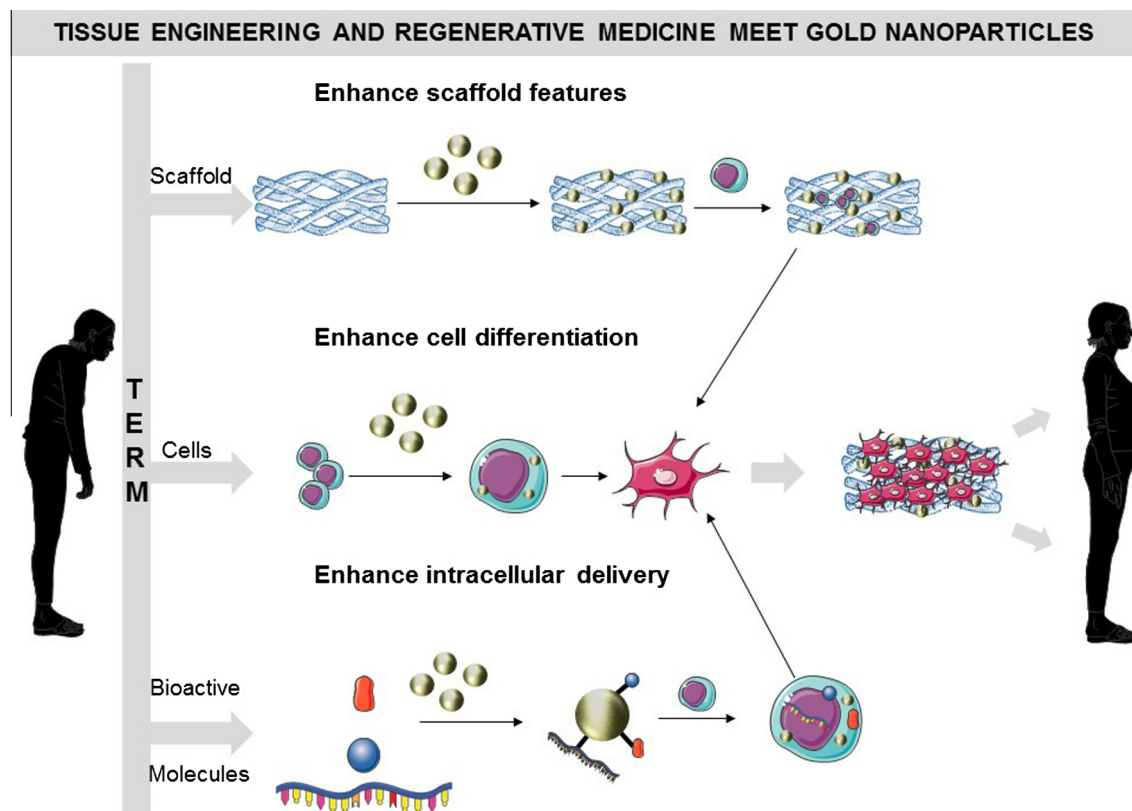 TISSUE ENGINEERING AND REGENERATIVE MEDICINE MEET GOLD NANOPARTICLES
Enhance scaffold features
Scaffold
Enhance cell differentiation
TERM
Cells
Enhance intracellular delivery
Bioactive
Molecules